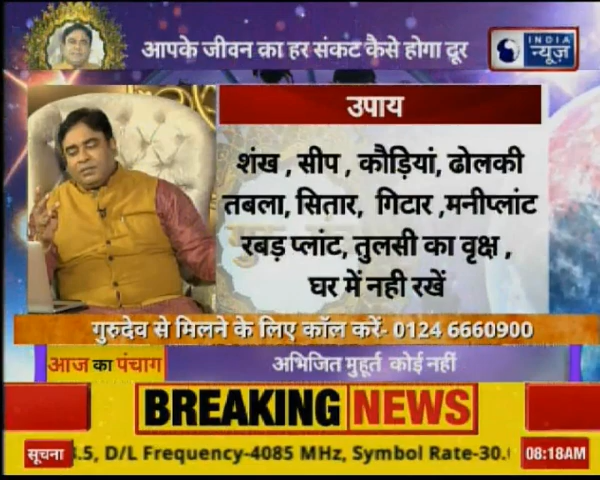 आपके जीवन का हर संकट कैसे होगा दूर
INDIA
न्यूज़
उपाय
शंख , सीप , कौड़ियां, ढोलकी
तबला, सितार, गिटार ,मनीप्लांट
रबड़ प्लांट, तुलसी का वृक्ष ,
घर में नही रखें
गुरुदेव से मिलने के लिए कॉल करें- 0124 6660900
आज का पंचाग अभिजित मुहूर्त कोई नहीं
BREAKING NEWS
सूचना .5, D/L Frequency-4085 MHz, Symbol Rate-30. 08:18AM